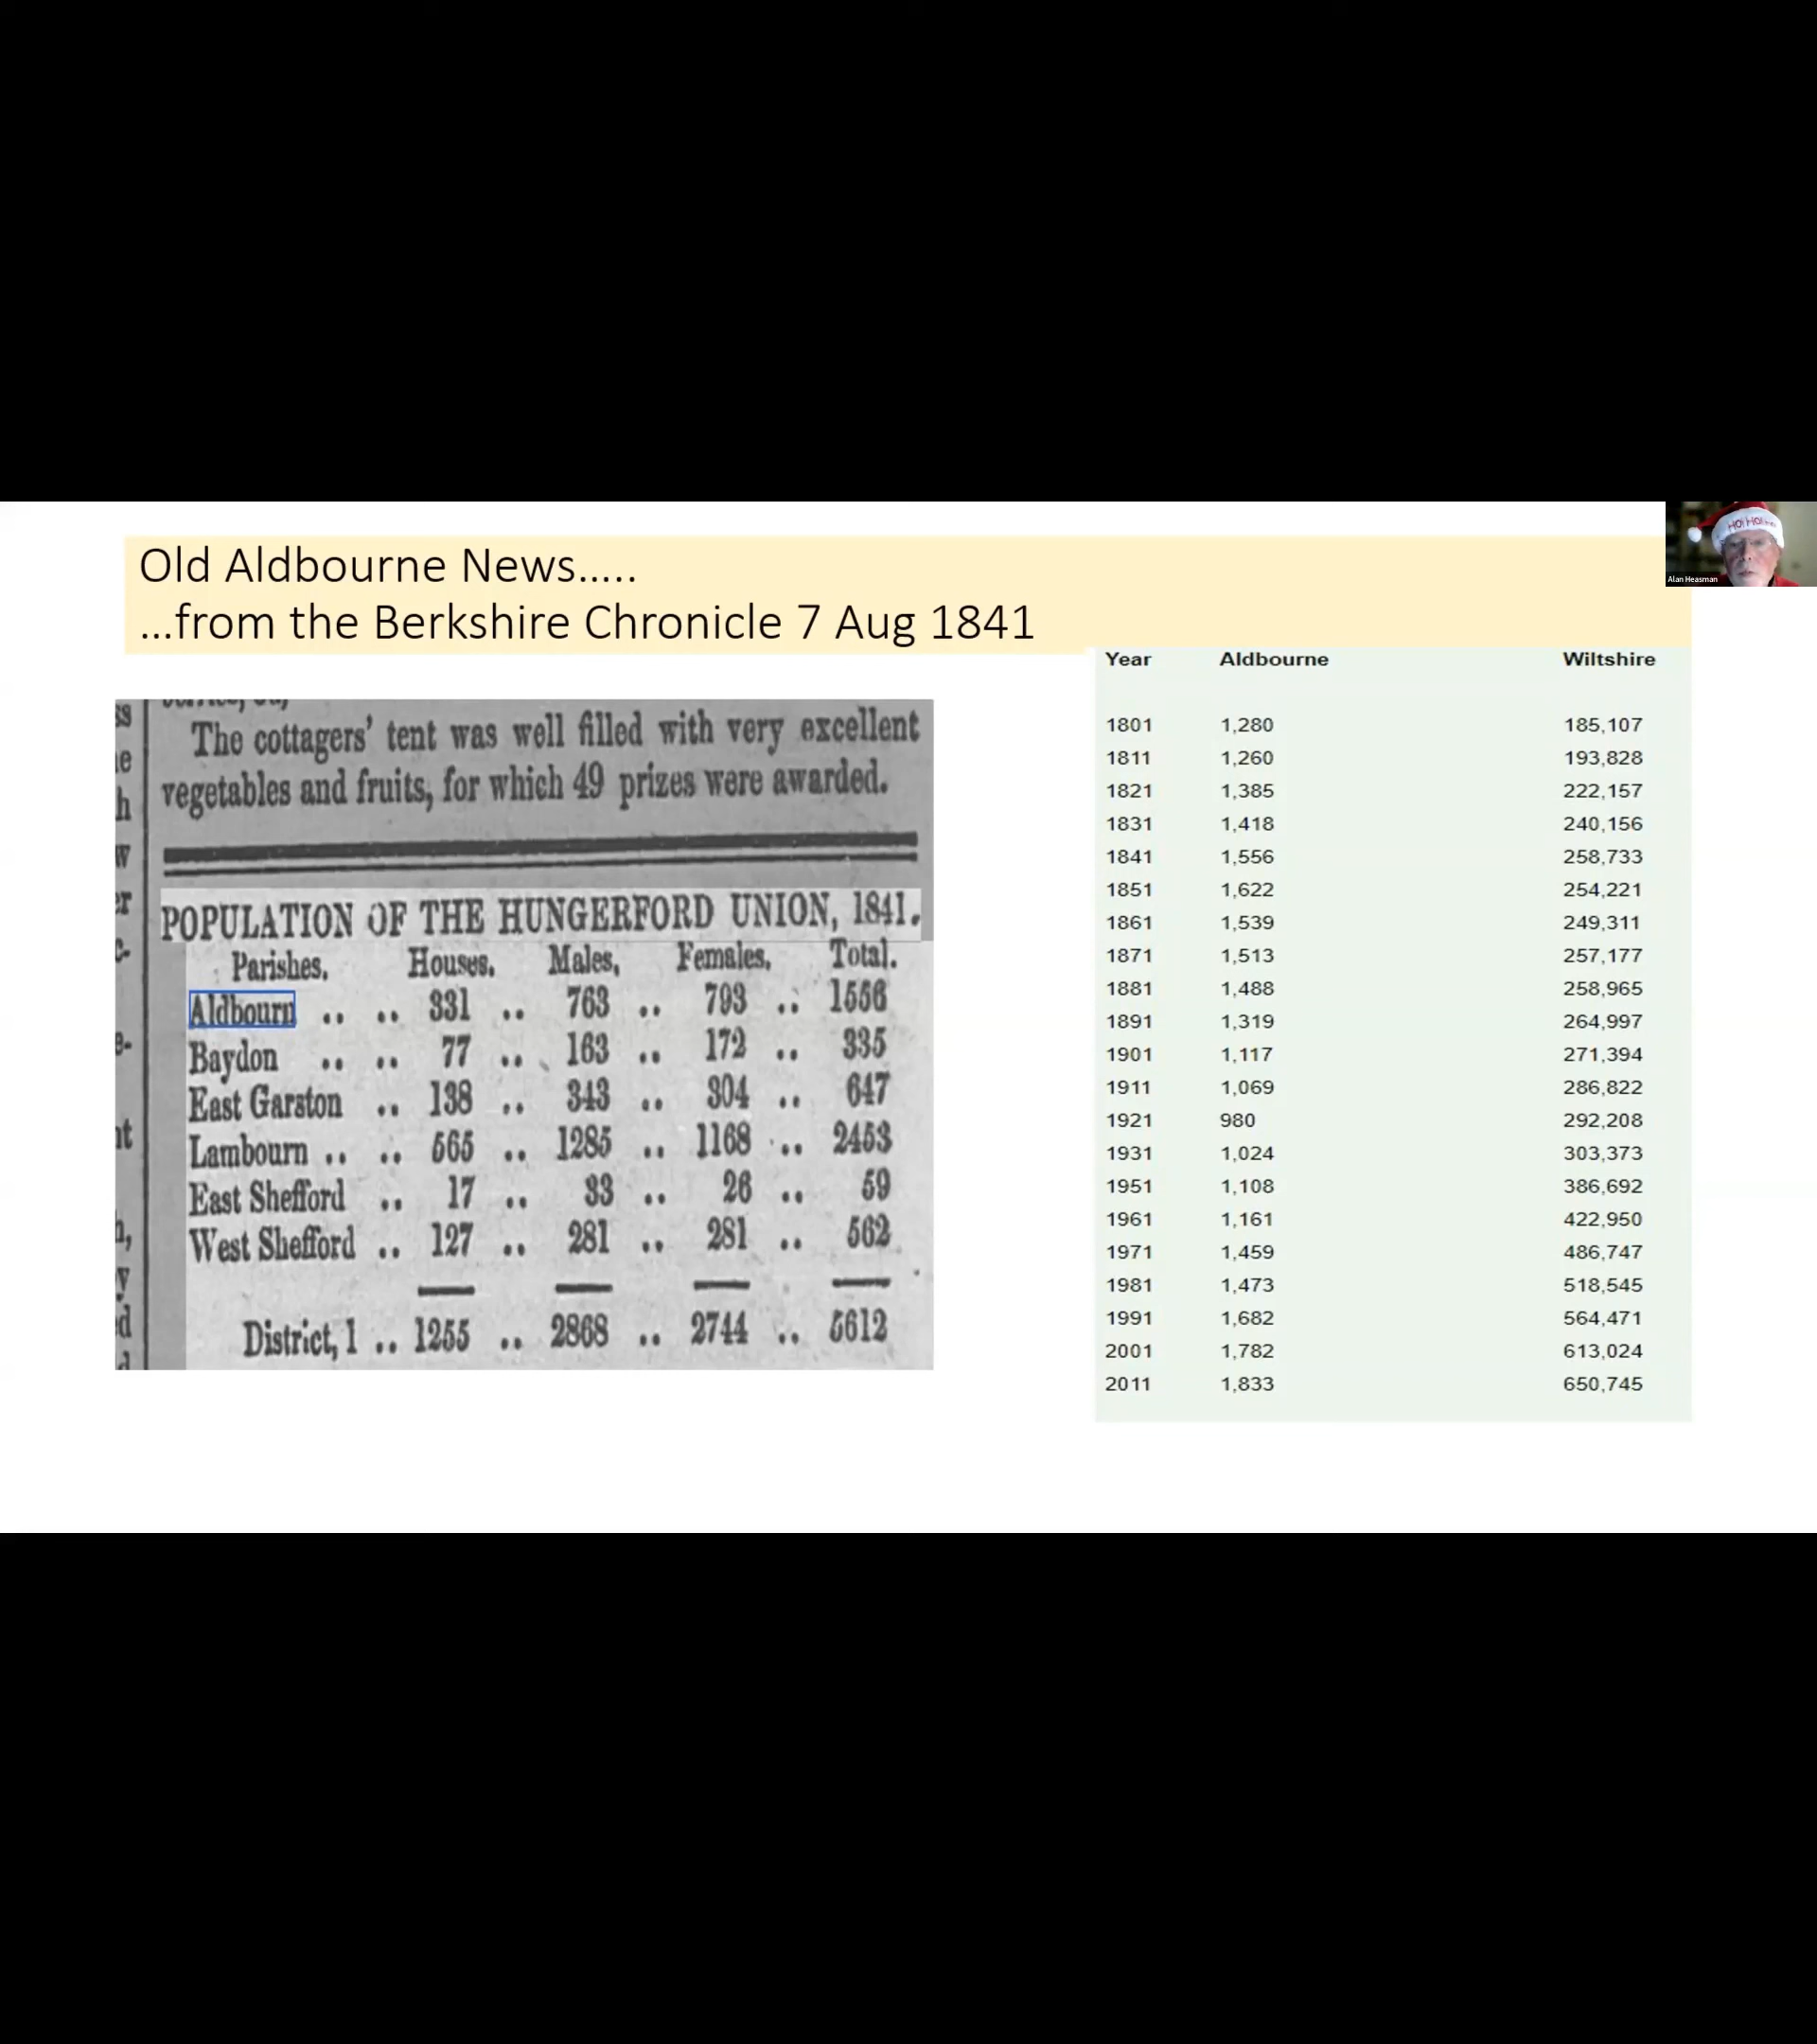 Old Aldbourne News.....
...from the Berkshire Chronicle 7 Aug 1841
HO! HO!
Alan Heasman
The cottagers' tent was well filled with very excellent
vegetables and fruits, for which 49 prizes were awarded.
POPULATION OF THE HUNGERFORD UNION, 1841.
Parishes. Houses. Males. Females. Total.
Aldbourn .. .. 331 .. 763 .. 793 .. 1556
Baydon .. .. 77 .. 163 .. 172 .. 335
East Garston .. 138 .. 343 .. 304 .. 647
Lambourn .. .. 565 .. 1285 .. 1168 .. 2453
East Shefford .. 17 .. 33 .. 26 .. 59
West Shefford .. 127 .. 281 .. 281 .. 562
District, 1 .. 1255 .. 2868 .. 2744 .. 5612
Year Aldbourne Wiltshire
1801 1,280 185,107
1811 1,260 193,828
1821 1,385 222,157
1831 1,418 240,156
1841 1,556 258,733
1851 1,622 254,221
1861 1,539 249,311
1871 1,513 257,177
1881 1,488 258,965
1891 1,319 264,997
1901 1,117 271,394
1911 1,069 286,822
1921 980 292,208
1931 1,024 303,373
1951 1,108 386,692
1961 1,161 422,950
1971 1,459 486,747
1981 1,473 518,545
1991 1,682 564,471
2001 1,782 613,024
2011 1,833 650,745